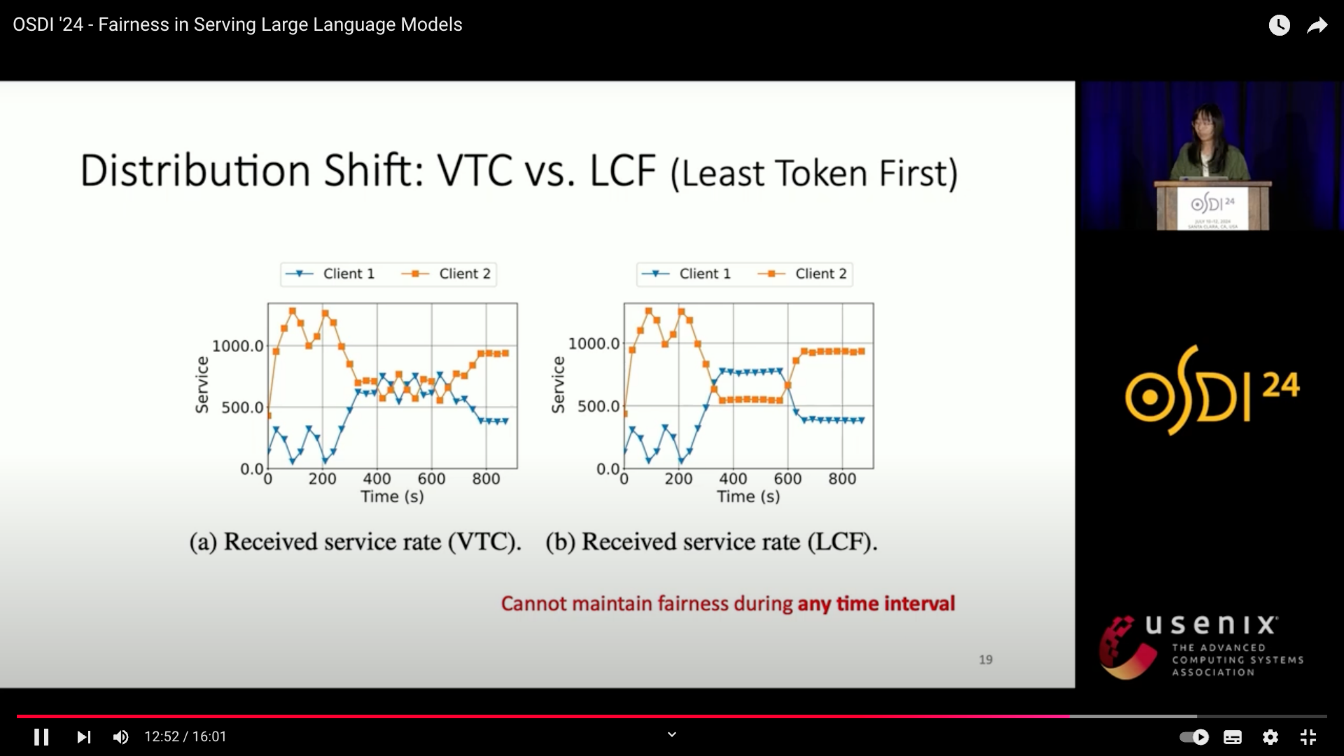 OSDI '24 - Fairness in Serving Large Language Models
Distribution Shift: VTC vs. LCF (Least Token First)
Client 1 Client 2
1000.0
500.0
0.0
Service
0 200 400 600 800
Time (s)
(a) Received service rate (VTC).
Client 1 Client 2
1000.0
500.0
0.0
Service
0 200 400 600 800
Time (s)
(b) Received service rate (LCF).
Cannot maintain fairness during any time interval
19
OSDI 24
OSDI 24
usenix
THE ADVANCED
COMPUTING SYSTEMS
ASSOCIATION
12:52 / 16:01